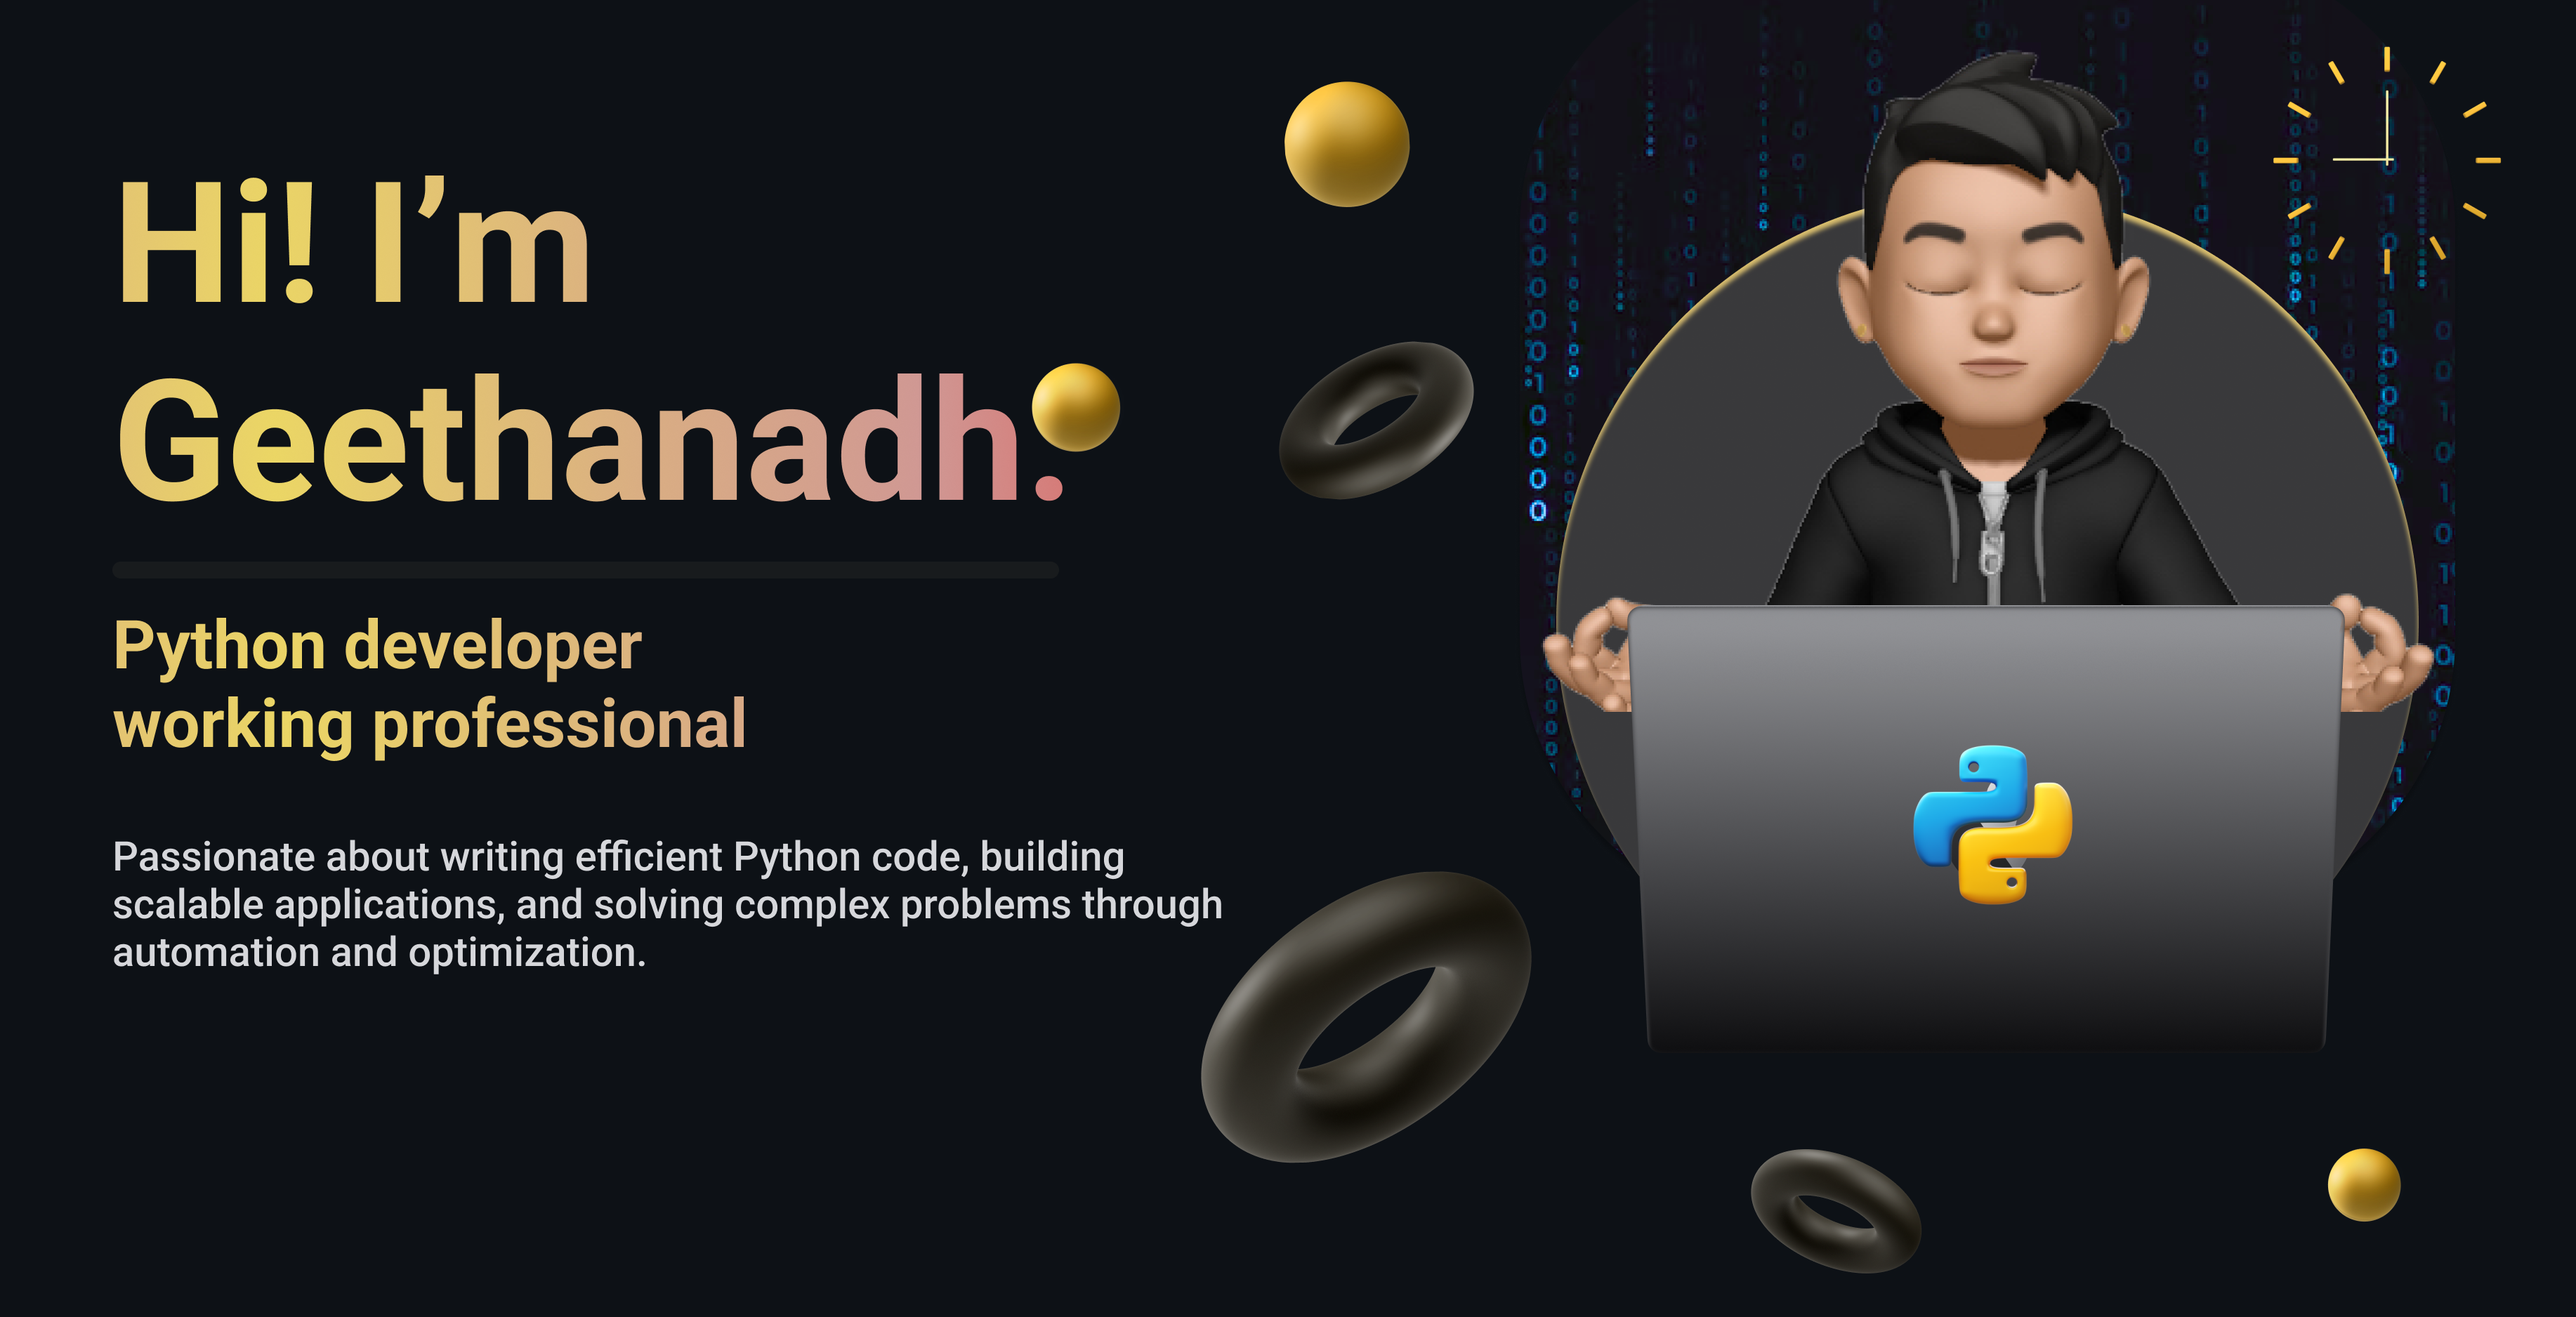 Hi! I’m
Geethanadh.
Python developer
working professional
Passionate about writing efficient Python code, building
scalable applications, and solving complex problems through
automation and optimization.